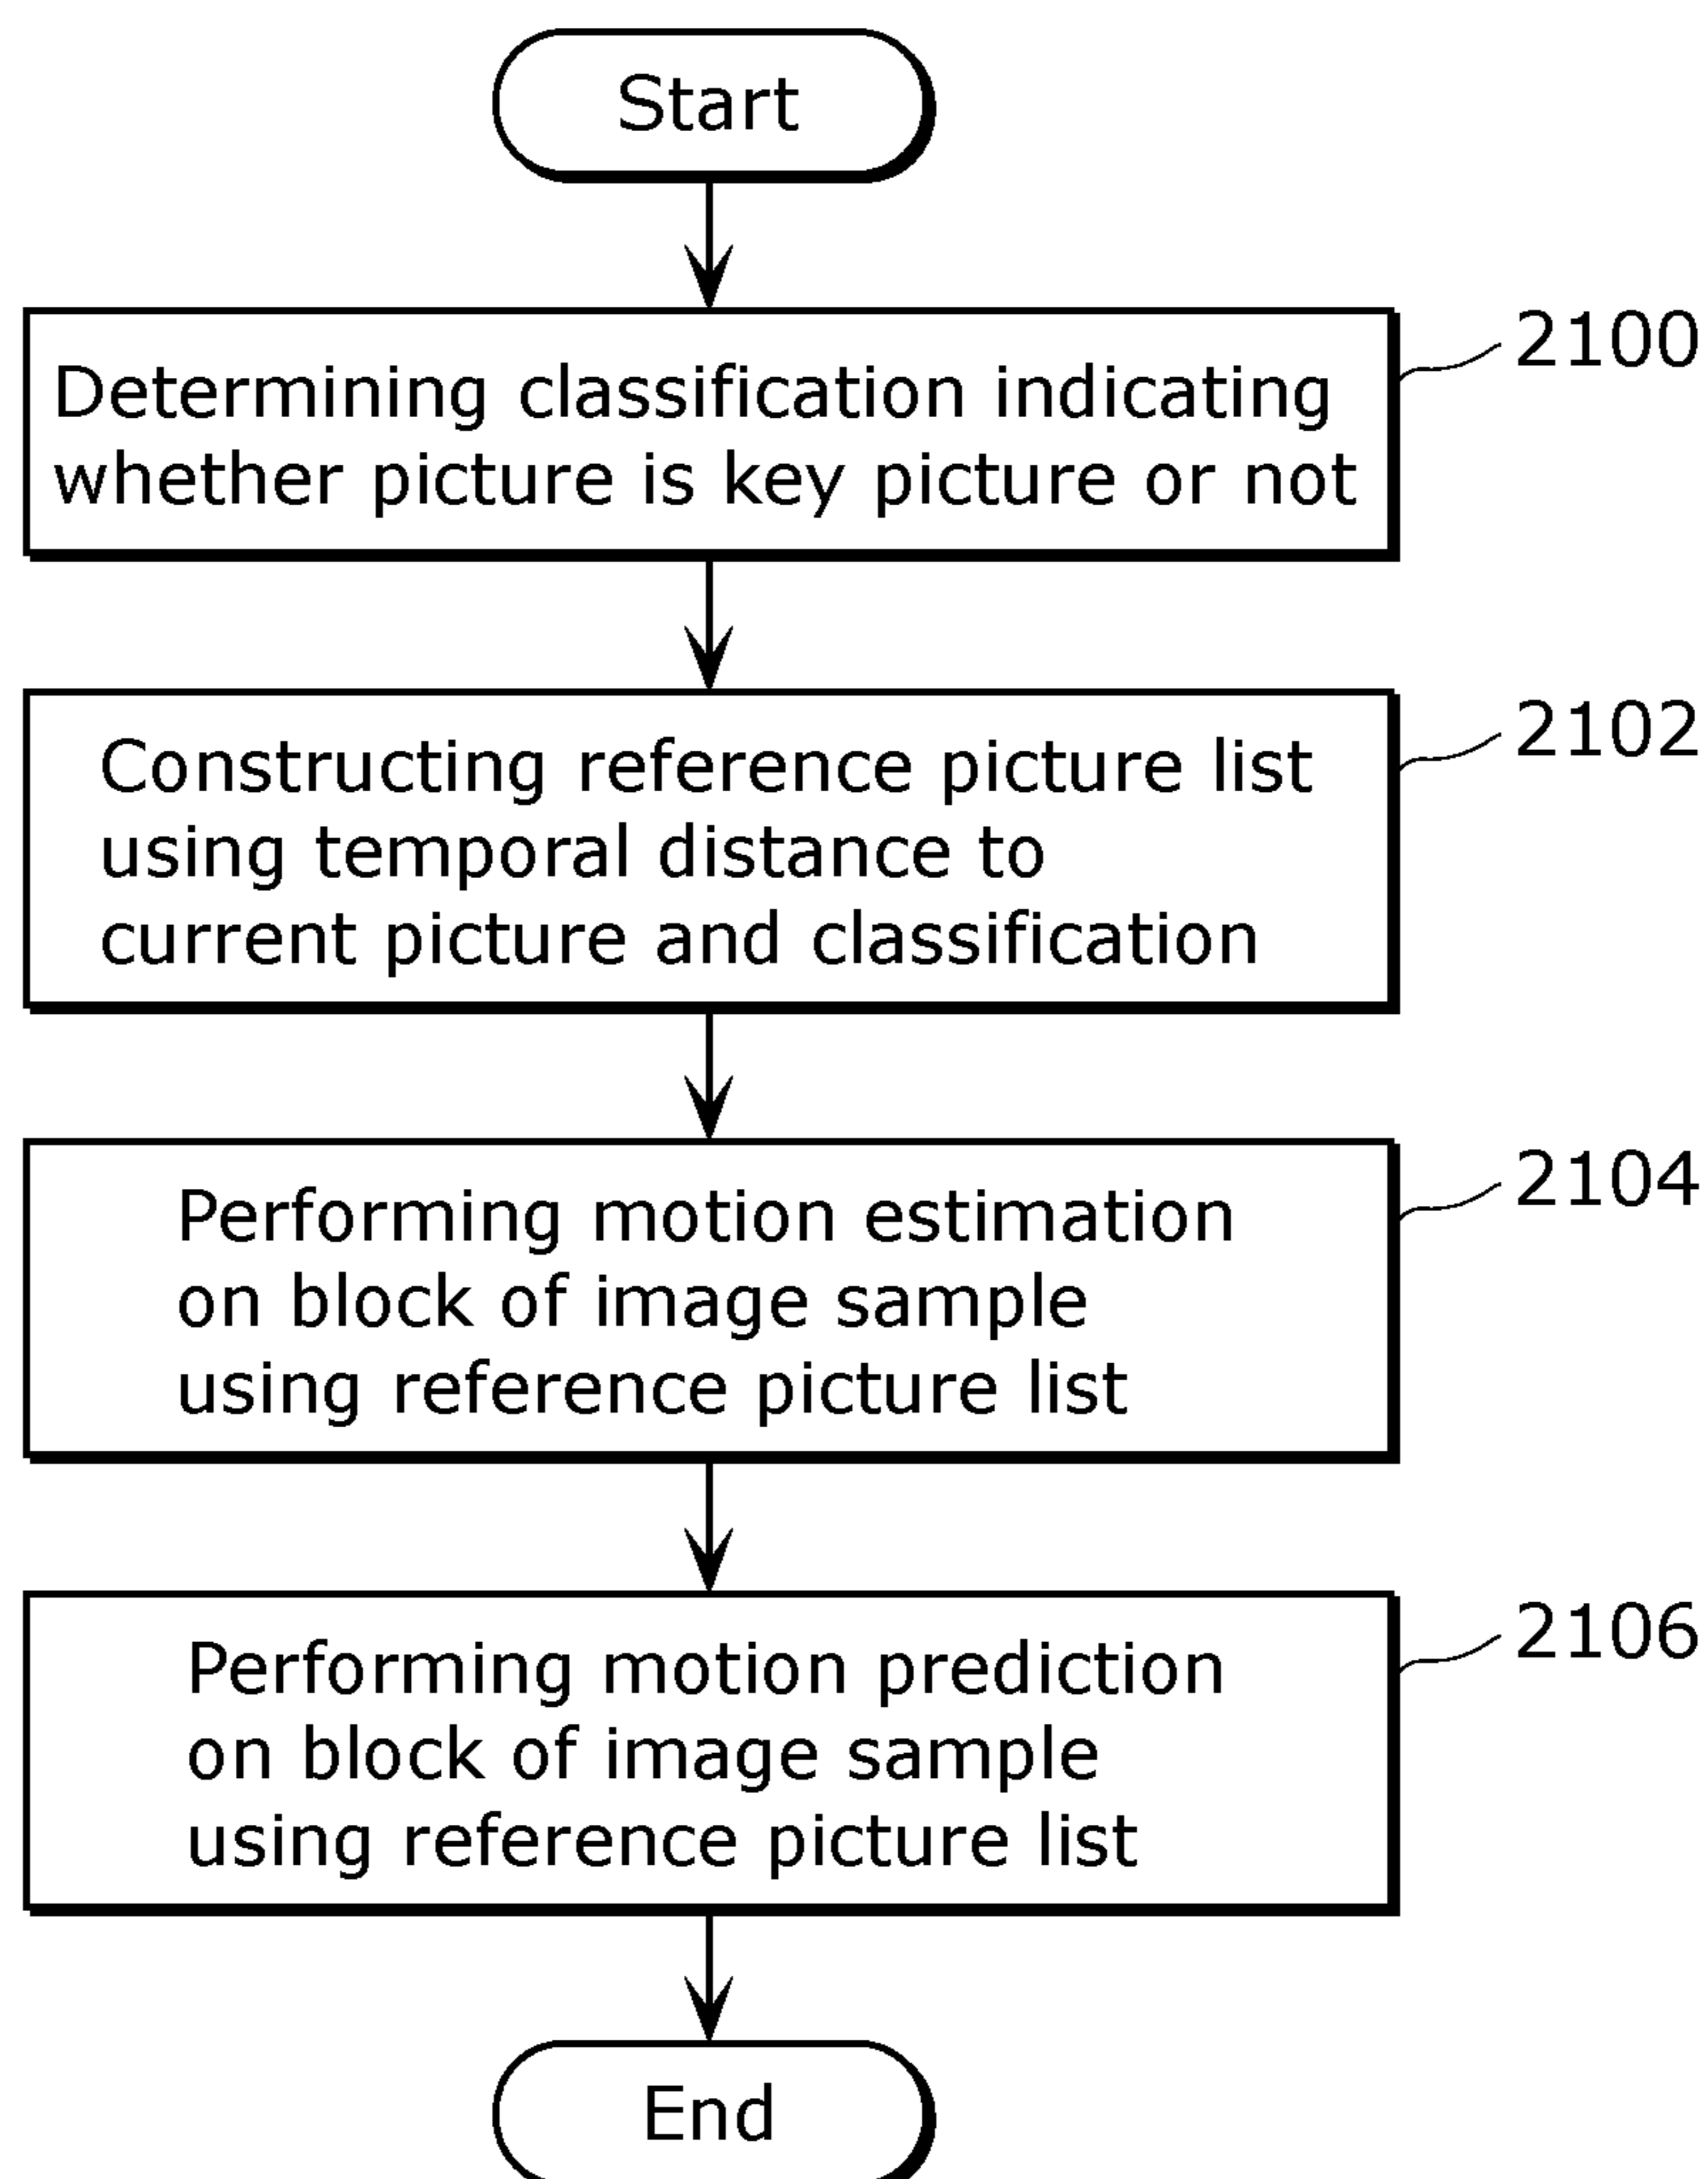 Start
2100
Determining classification indicating
whether picture is key picture or not
2102
Constructing reference picture list
using temporal distance to
current picture and classification
2104
Performing motion estimation
on block of image sample
using reference picture list
2106
Performing motion prediction
on block of image sample
using reference picture list
End